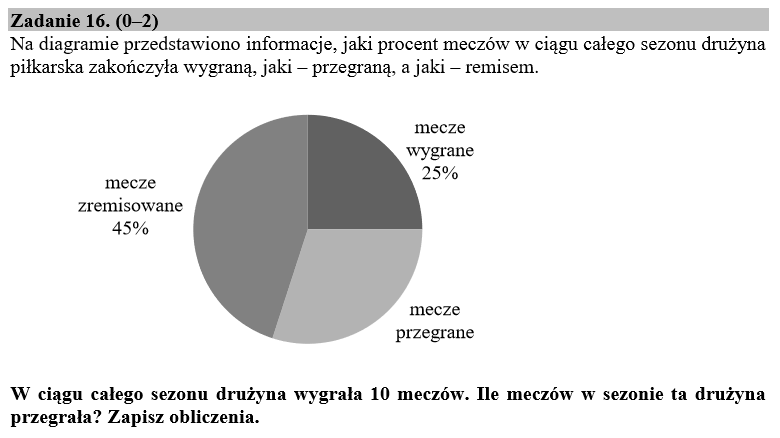 Zadanie 16. (0–2)
Na diagramie przedstawiono informacje, jaki procent meczów w ciągu całego sezonu drużyna
piłkarska zakończyła wygraną, jaki – przegraną, a jaki – remisem.
mecze
wygrane
25%
mecze
zremisowane
45%
mecze
przegrane
W ciągu całego sezonu drużyna wygrała 10 meczów. Ile meczów w sezonie ta drużyna
przegrała? Zapisz obliczenia.